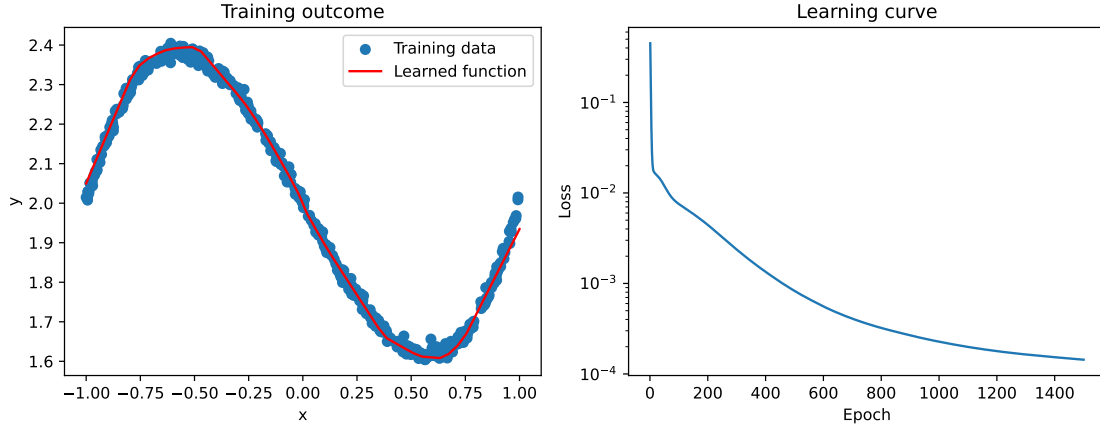 Training outcome
2.4
2.3
2.2
2.1
2.0
1.9
1.8
1.7
1.6
y
Training data
Learned function
−1.00 −0.75 −0.50 −0.25 0.00 0.25 0.50 0.75 1.00
x
Learning curve
10⁻¹
10⁻²
10⁻³
10⁻⁴
Loss
0 200 400 600 800 1000 1200 1400
Epoch